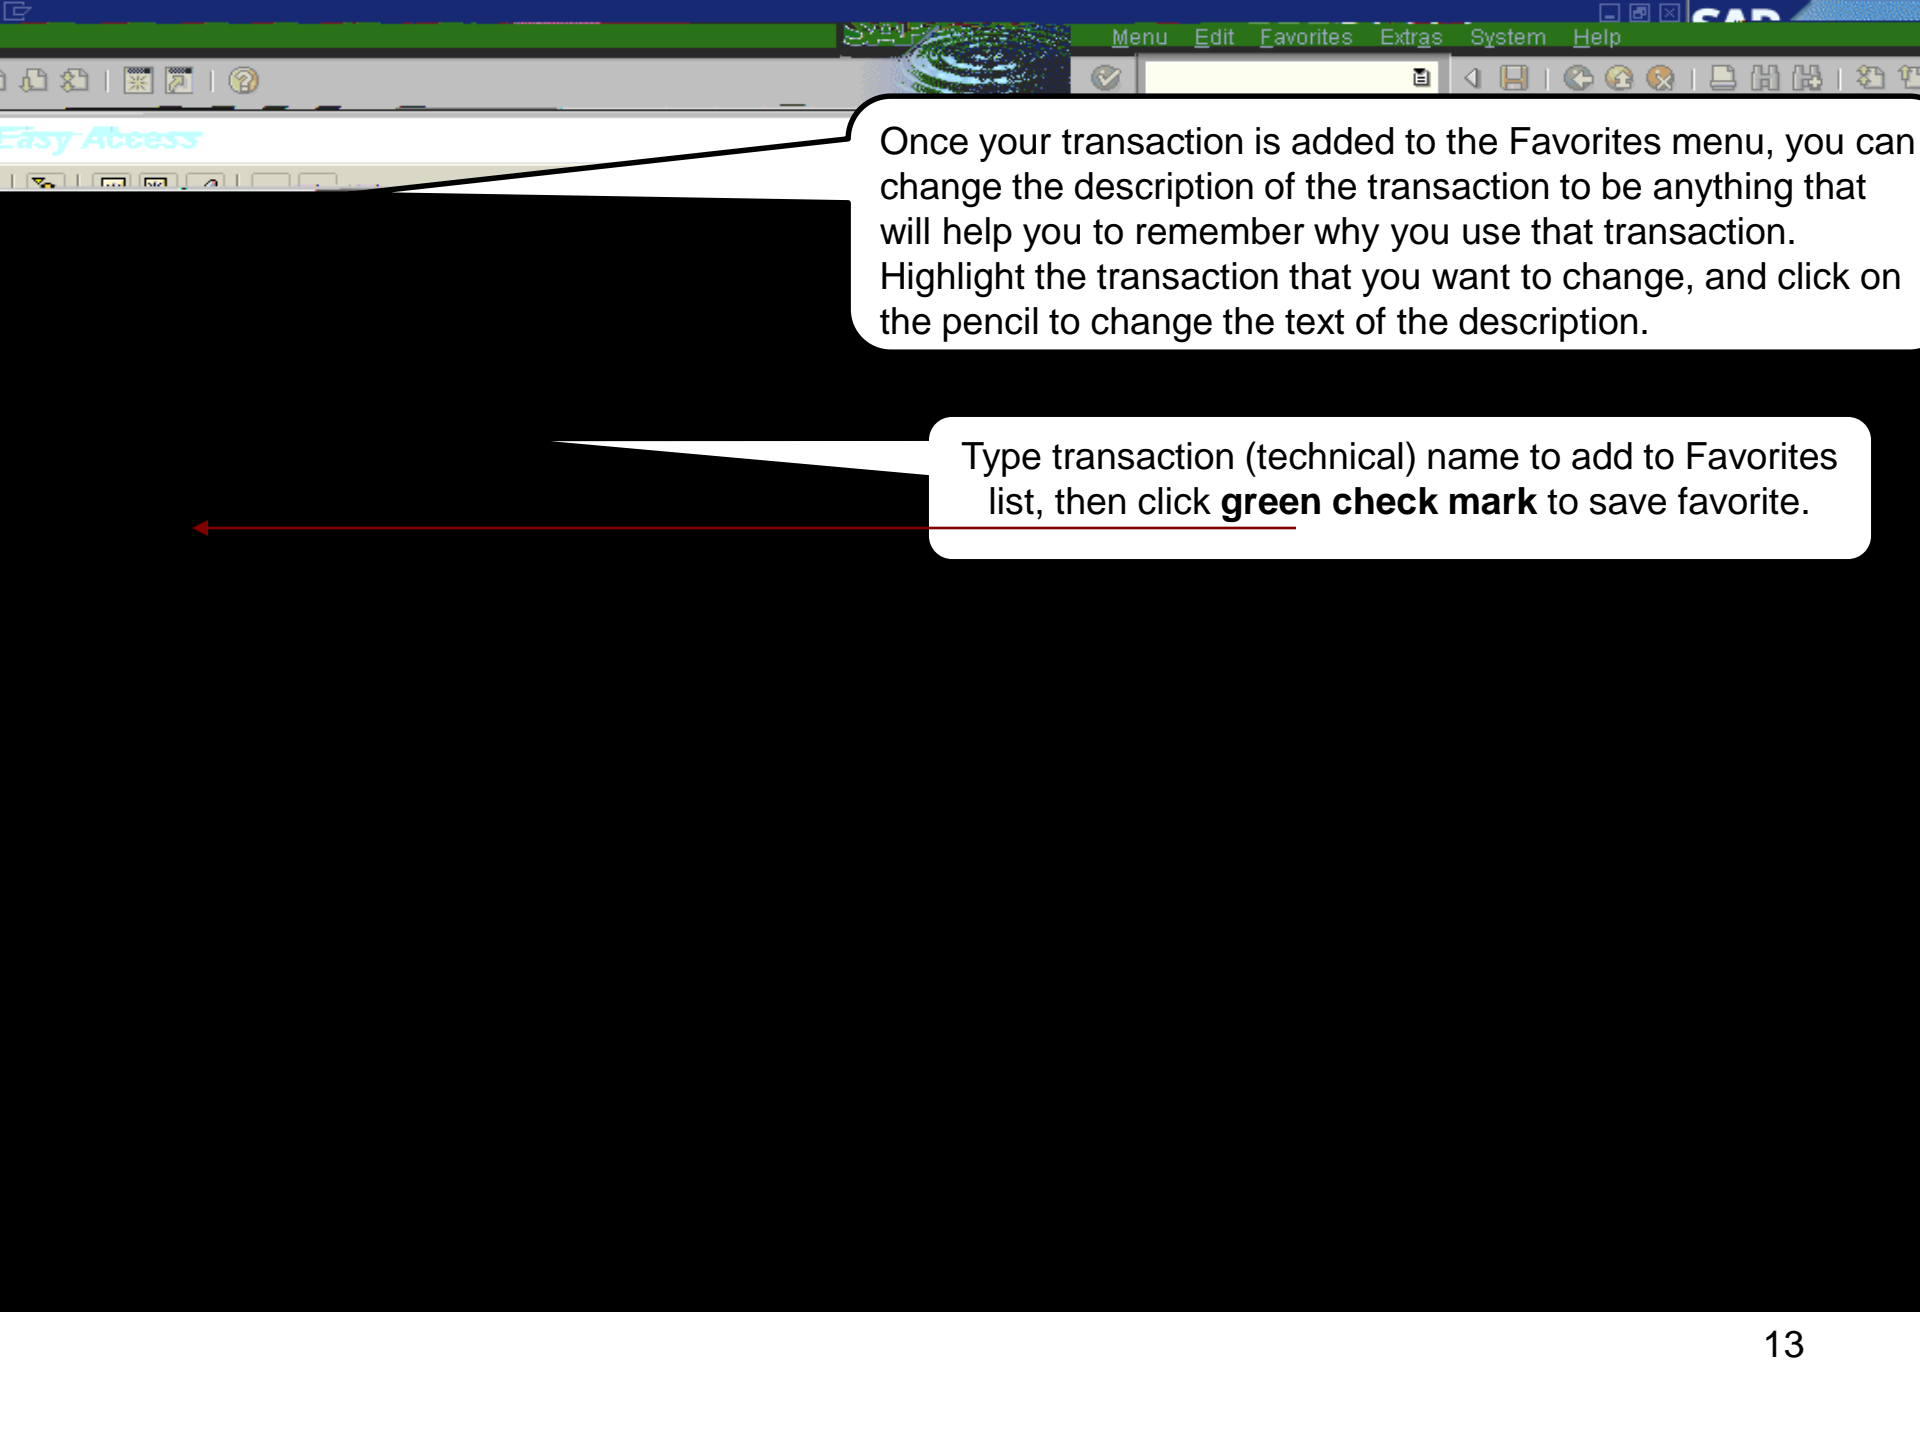 SAP
Menu Edit Favorites Extras System Help
Easy Access
Once your transaction is added to the Favorites menu, you can
change the description of the transaction to be anything that
will help you to remember why you use that transaction.
Highlight the transaction that you want to change, and click on
the pencil to change the text of the description.
Type transaction (technical) name to add to Favorites
list, then click green check mark to save favorite.
13